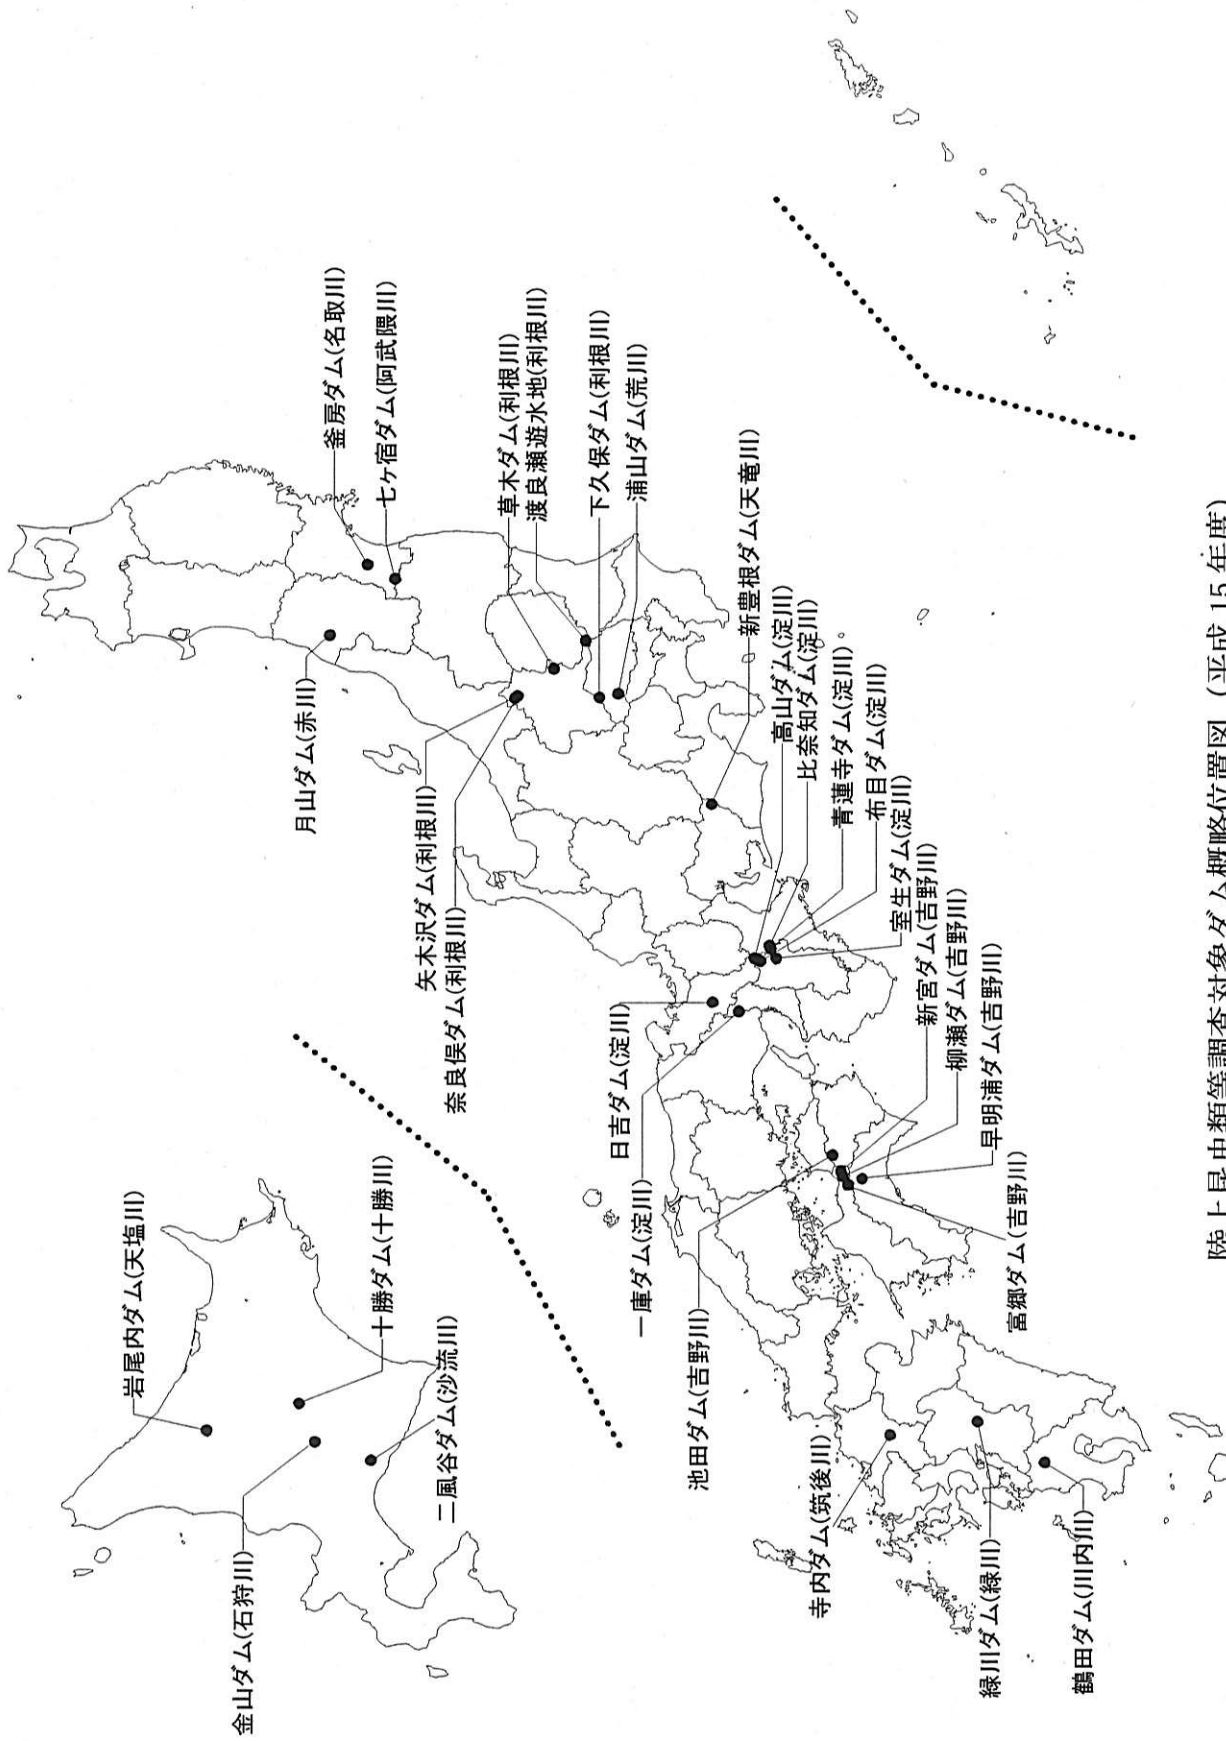 岩尾内ダム(天塩川)
十勝ダム(十勝川)
金山ダム(石狩川)
二風谷ダム(沙流川)
釜房ダム(名取川)
七ヶ宿ダム(阿武隈川)
月山ダム(赤川)
草木ダム(利根川)
渡良瀬遊水地(利根川)
下久保ダム(利根川)
浦山ダム(荒川)
矢木沢ダム(利根川)
奈良俣ダム(利根川)
新豊根ダム(天竜川)
高山ダム(淀川)
比奈知ダム(淀川)
青蓮寺ダム(淀川)
布目ダム(淀川)
室生ダム(淀川)
日吉ダム(淀川)
一庫ダム(淀川)
新宮ダム(吉野川)
柳瀬ダム(吉野川)
早明浦ダム(吉野川)
富郷ダム(吉野川)
池田ダム(吉野川)
寺内ダム(筑後川)
緑川ダム(緑川)
鶴田ダム(川内川)
陸上昆虫類等調査対象ダム概略位置図（平成15年度）